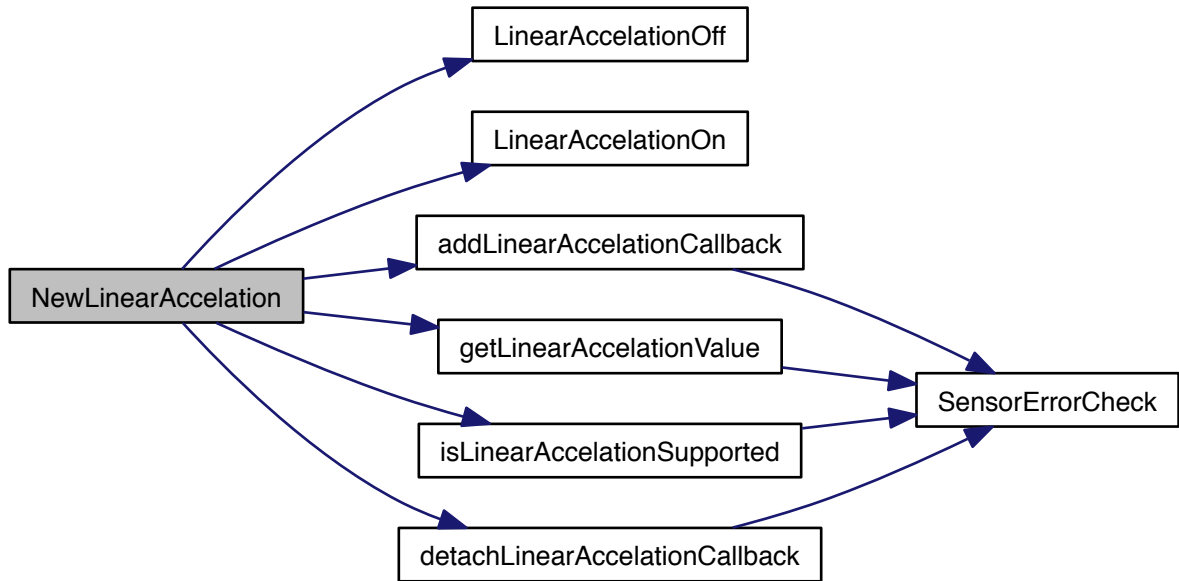 LinearAccelationOff
LinearAccelationOn
addLinearAccelationCallback
NewLinearAccelation
getLinearAccelationValue
SensorErrorCheck
isLinearAccelationSupported
detachLinearAccelationCallback